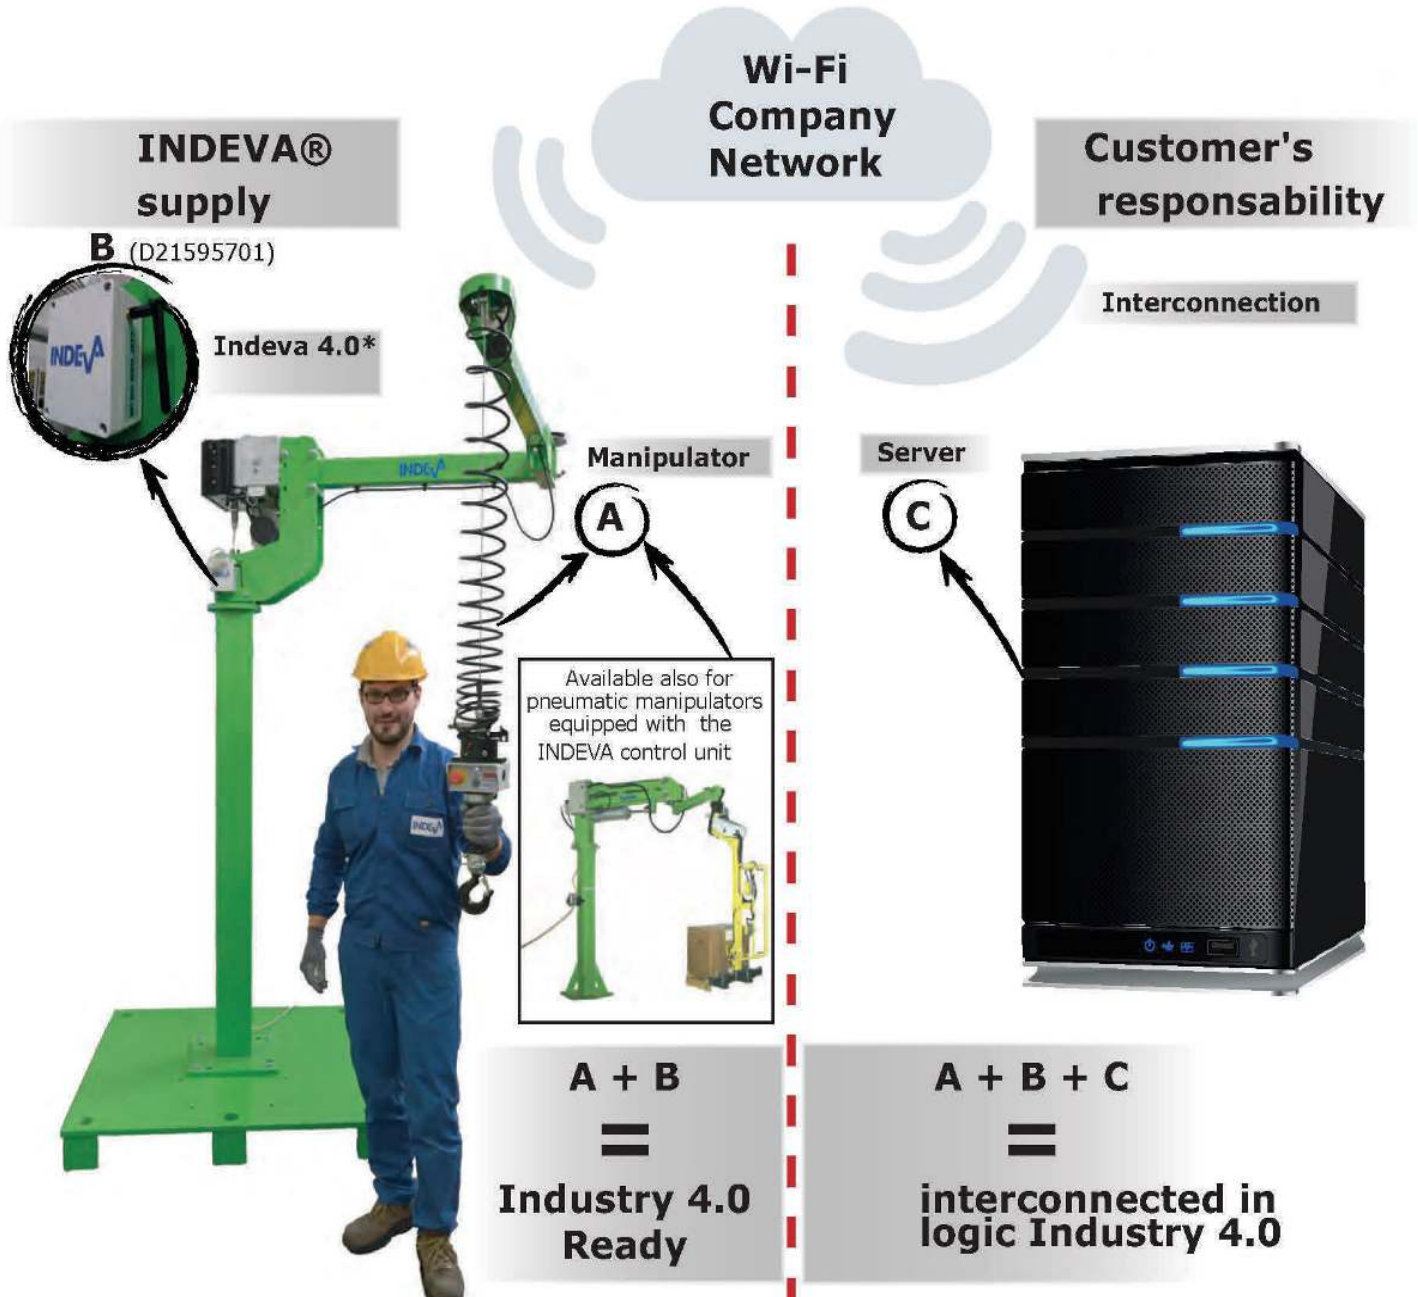 Wi-Fi
Company
Network
INDEVA®
supply
B (D21595701)
INDEVA
Indeva 4.0*
INDEVA
Manipulator
A
Available also for
pneumatic manipulators
equipped with the
INDEVA control unit
INDEVA
A + B
=
Industry 4.0
Ready
Customer's
responsability
Interconnection
Server
C
A + B + C
=
interconnected in
logic Industry 4.0